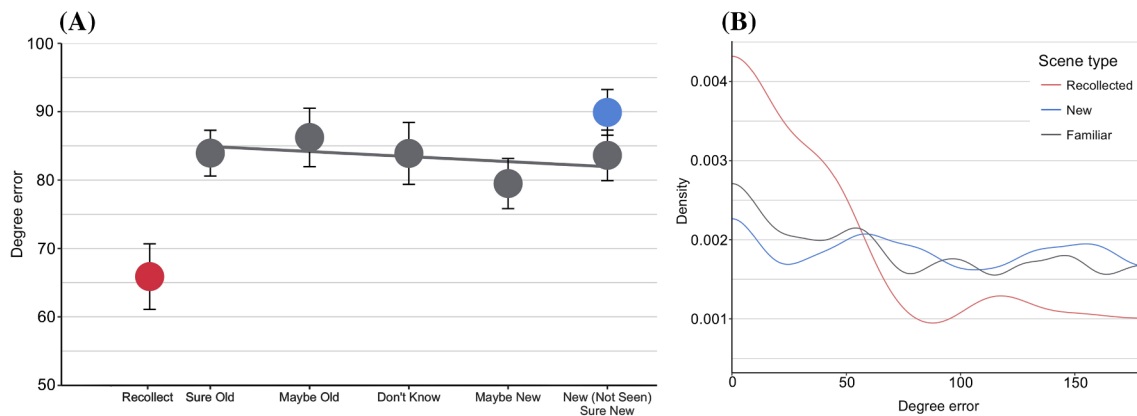 (A)
100
90
80
70
60
50
Degree error
Recollect
Sure Old
Maybe Old
Don't Know
Maybe New
New (Not Seen)
Sure New
(B)
0.004
0.003
0.002
0.001
Density
0
50
100
150
Degree error
Scene type
Recollected
New
Familiar